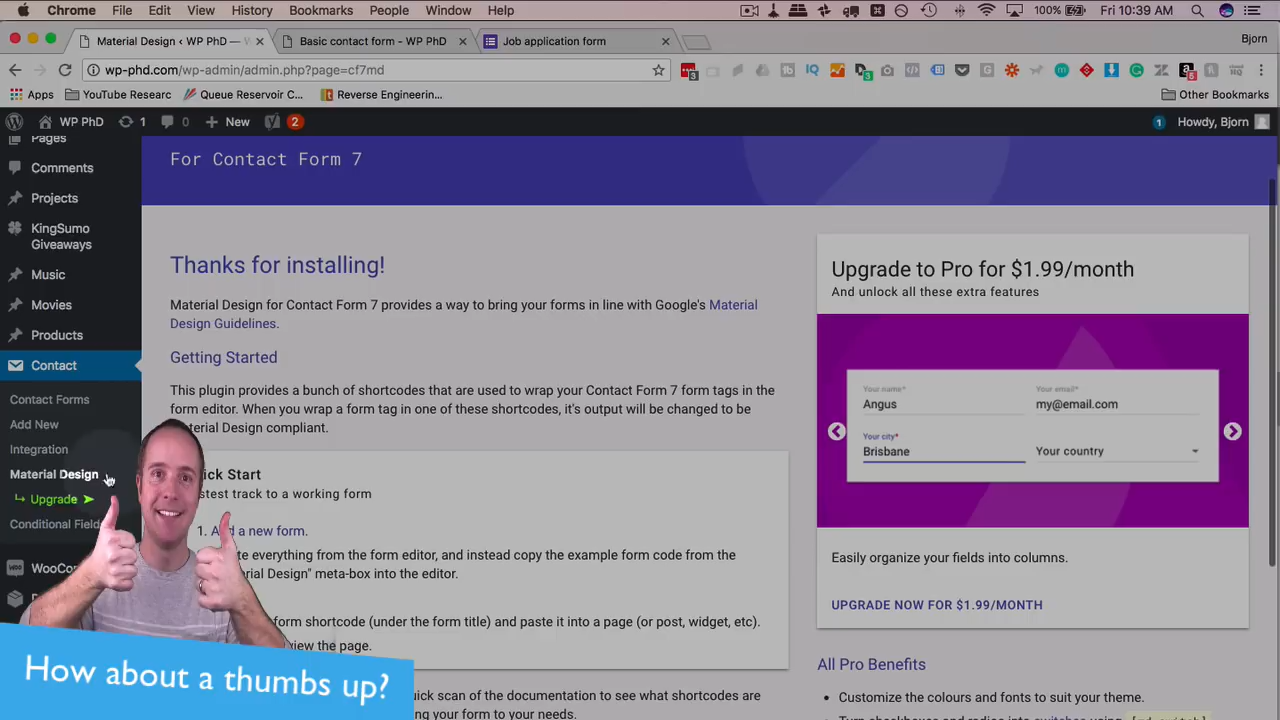 Chrome File Edit View History Bookmarks People Window Help 100% Fri 10:39 AM
Material Design ‹ WP PhD — W Basic contact form - WP PhD Job application form Bjorn
wp-phd.com/wp-admin/admin.php?page=cf7md
Apps YouTube Researc Queue Reservoir C... Reverse Engineerin... Other Bookmarks
WP PhD 1 0 New 2 1 Howdy, Bjorn
Pages
Comments
Projects
KingSumo
Giveaways
Music
Movies
Products
Contact
Contact Forms
Add New
Integration
Material Design
Upgrade
Conditional Field
WooCo
For Contact Form 7
Thanks for installing!
Material Design for Contact Form 7 provides a way to bring your forms in line with Google's Material
Design Guidelines.
Getting Started
This plugin provides a bunch of shortcodes that are used to wrap your Contact Form 7 form tags in the
form editor. When you wrap a form tag in one of these shortcodes, it's output will be changed to be
Material Design compliant.
ick Start
astest track to a working form
1. Add a new form.
te everything from the form editor, and instead copy the example form code from the
rial Design" meta-box into the editor.
form shortcode (under the form title) and paste it into a page (or post, widget, etc).
view the page.
uick scan of the documentation to see what shortcodes are
ng your form to your needs.
Upgrade to Pro for $1.99/month
And unlock all these extra features
Your name* Your email*
Angus my@email.com
Your city*
Brisbane Your country
Easily organize your fields into columns.
UPGRADE NOW FOR $1.99/MONTH
All Pro Benefits
• Customize the colours and fonts to suit your theme.
How about a thumbs up?